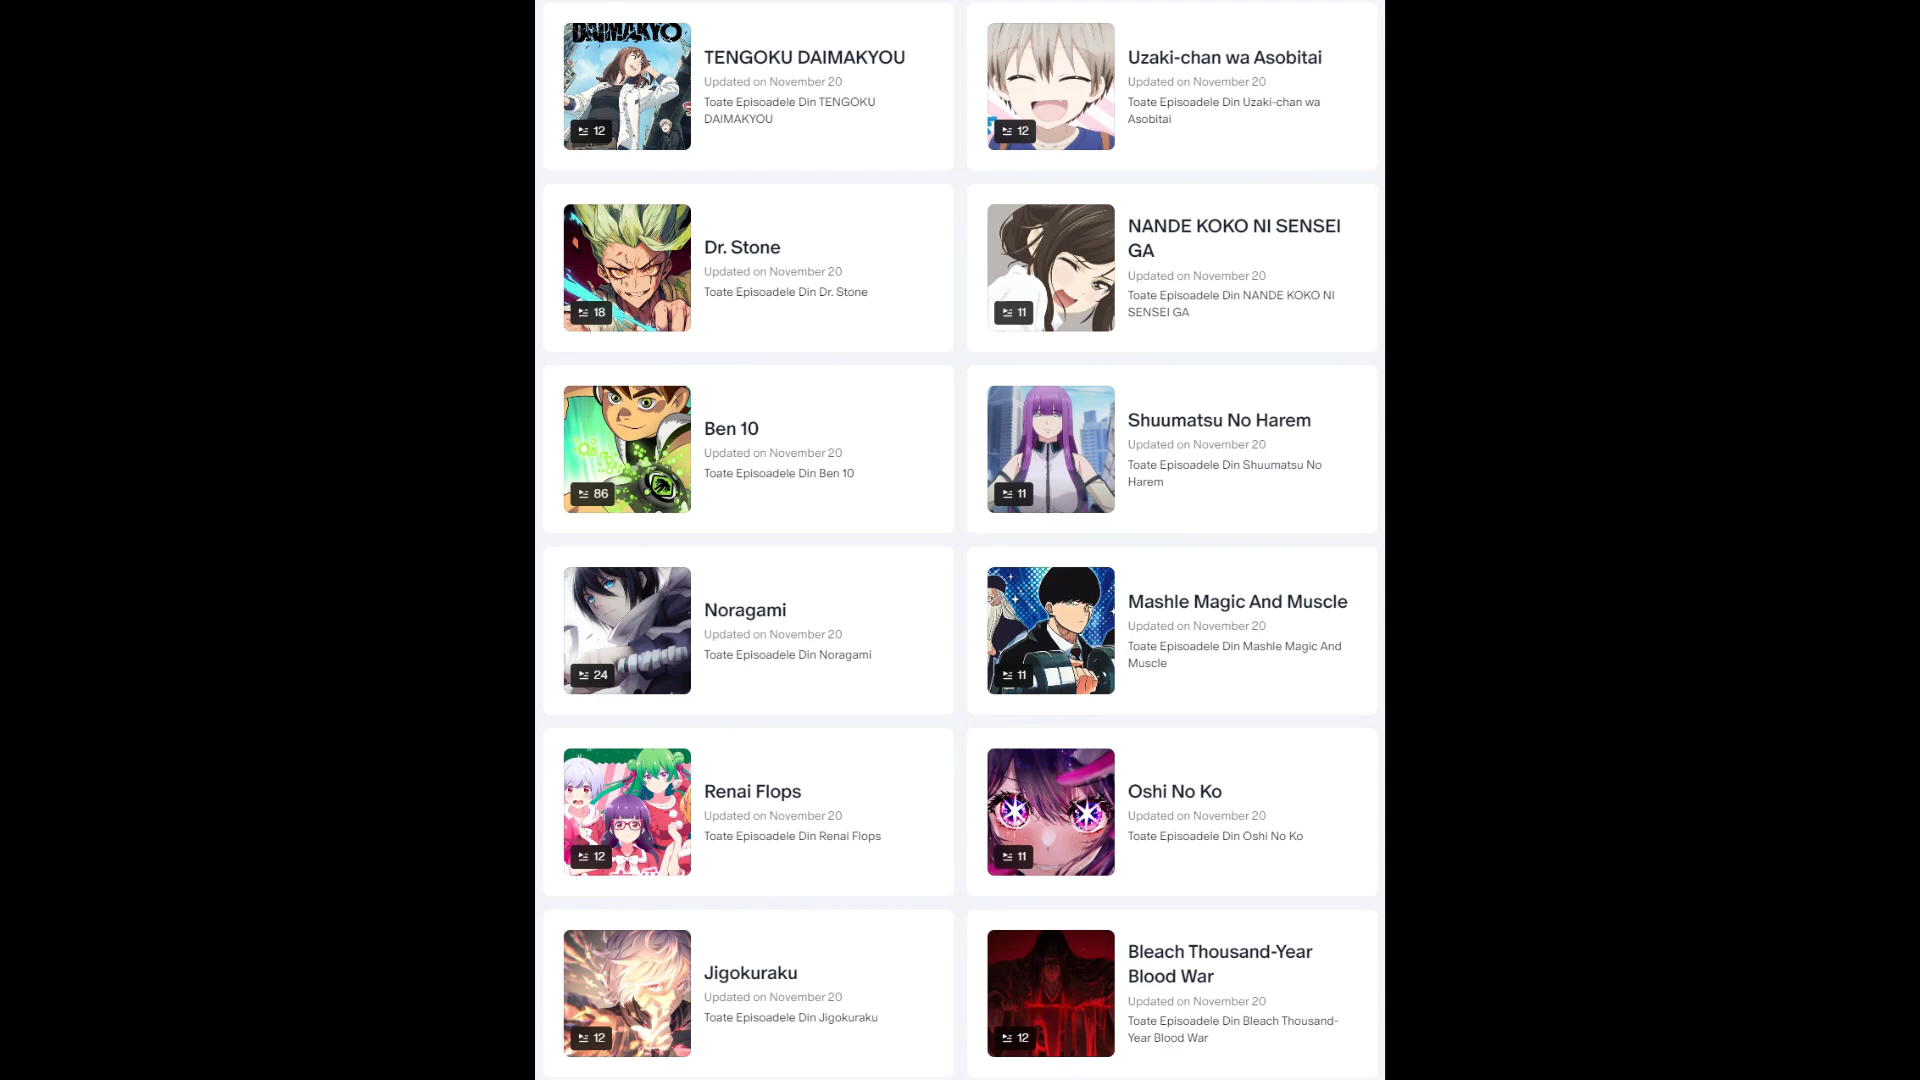 DAIMAKYO
12
TENGOKU DAIMAKYOU
Updated on November 20
Toate Episoadele Din TENGOKU
DAIMAKYOU
12
Uzaki-chan wa Asobitai
Updated on November 20
Toate Episoadele Din Uzaki-chan wa
Asobitai
18
Dr. Stone
Updated on November 20
Toate Episoadele Din Dr. Stone
11
NANDE KOKO NI SENSEI
GA
Updated on November 20
Toate Episoadele Din NANDE KOKO NI
SENSEI GA
86
Ben 10
Updated on November 20
Toate Episoadele Din Ben 10
11
Shuumatsu No Harem
Updated on November 20
Toate Episoadele Din Shuumatsu No
Harem
24
Noragami
Updated on November 20
Toate Episoadele Din Noragami
11
Mashle Magic And Muscle
Updated on November 20
Toate Episoadele Din Mashle Magic And
Muscle
12
Renai Flops
Updated on November 20
Toate Episoadele Din Renai Flops
11
Oshi No Ko
Updated on November 20
Toate Episoadele Din Oshi No Ko
12
Jigokuraku
Updated on November 20
Toate Episoadele Din Jigokuraku
12
Bleach Thousand-Year
Blood War
Updated on November 20
Toate Episoadele Din Bleach Thousand-
Year Blood War